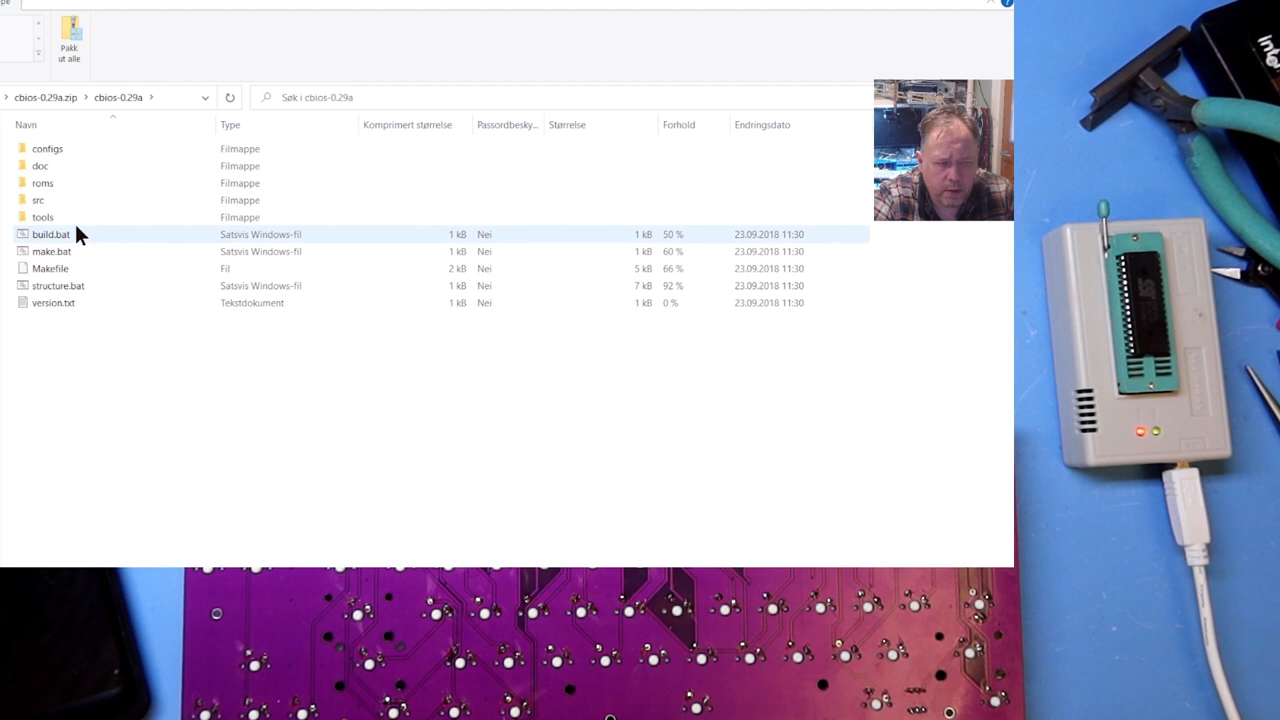 Pakk
ut alle
cbios-0.29a.zip cbios-0.29a
Søk i cbios-0.29a
Navn Type Komprimert størrelse Passordbesky... Størrelse Forhold Endringsdato
configs Filmappe
doc Filmappe
roms Filmappe
src Filmappe
tools Filmappe
build.bat Satsvis Windows-fil 1 kB Nei 1 kB 50 % 23.09.2018 11:30
make.bat Satsvis Windows-fil 1 kB Nei 1 kB 60 % 23.09.2018 11:30
Makefile Fil 2 kB Nei 5 kB 66 % 23.09.2018 11:30
structure.bat Satsvis Windows-fil 1 kB Nei 7 kB 92 % 23.09.2018 11:30
version.txt Tekstdokument 1 kB Nei 1 kB 0 % 23.09.2018 11:30